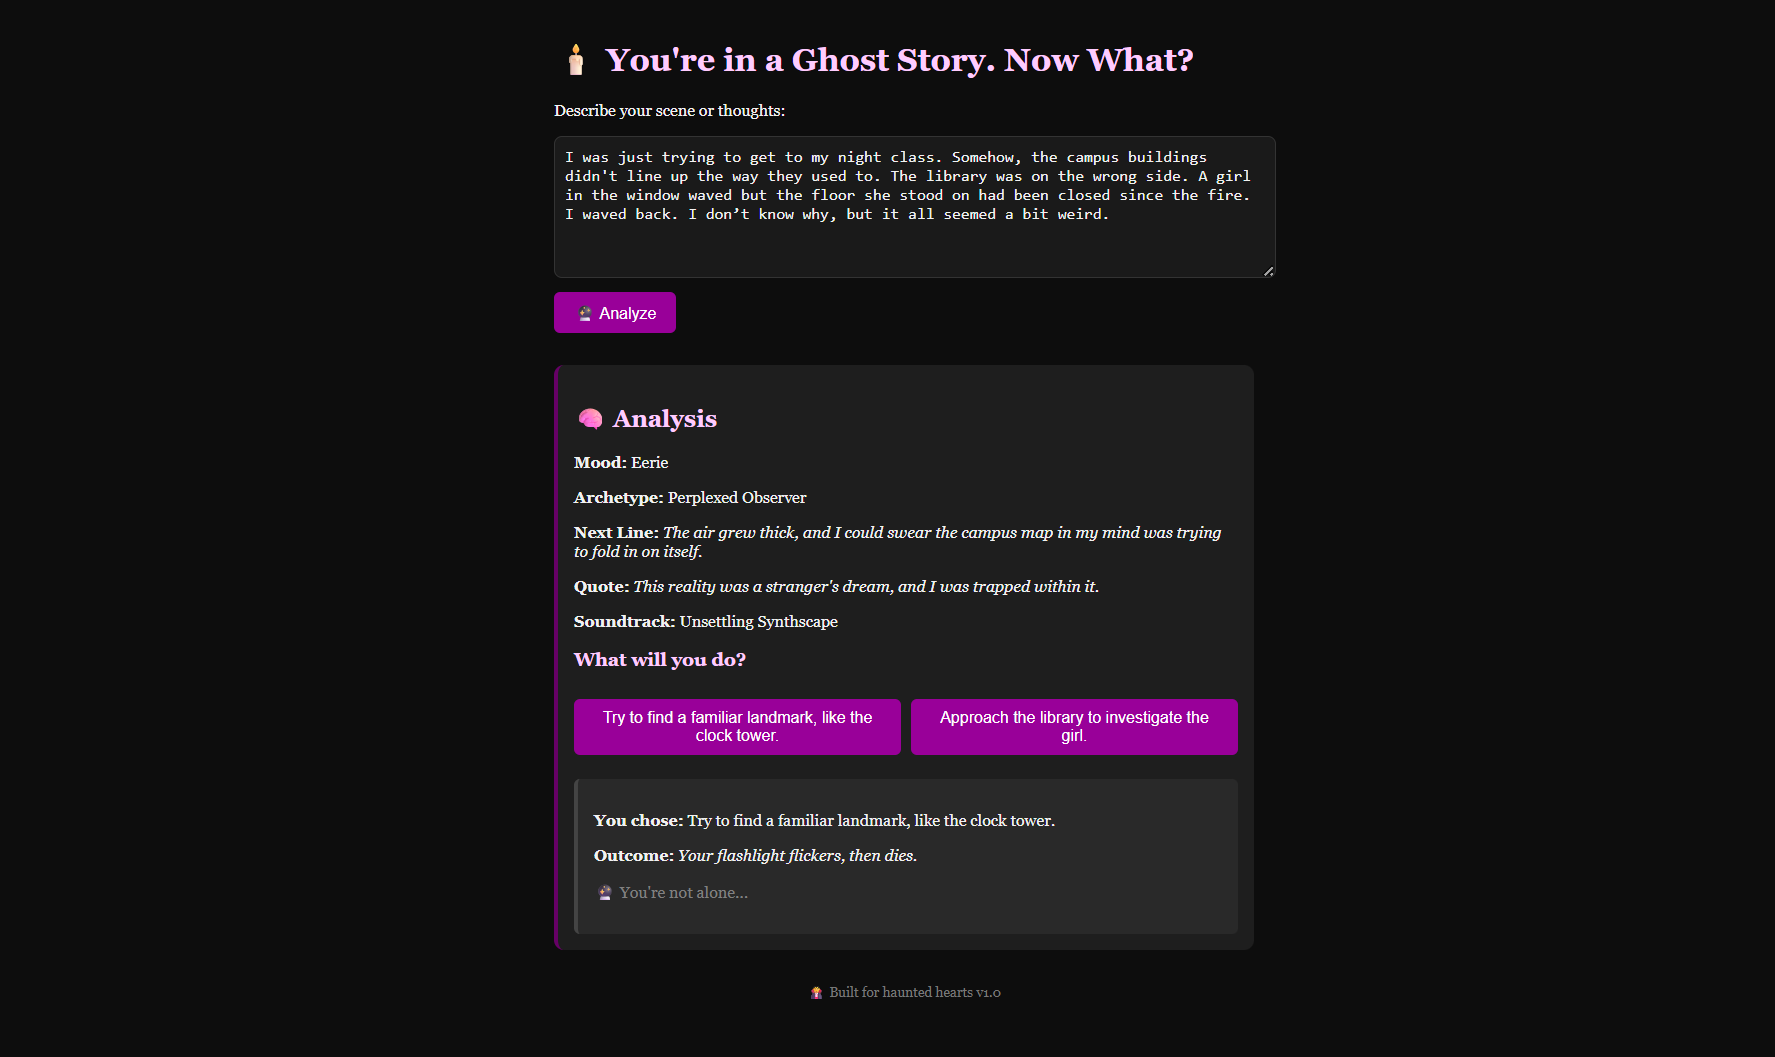 You're in a Ghost Story. Now What?
Describe your scene or thoughts:
I was just trying to get to my night class. Somehow, the campus buildings
didn't line up the way they used to. The library was on the wrong side. A girl
in the window waved but the floor she stood on had been closed since the fire.
I waved back. I don’t know why, but it all seemed a bit weird.
Analyze
Analysis
Mood: Eerie
Archetype: Perplexed Observer
Next Line: The air grew thick, and I could swear the campus map in my mind was trying
to fold in on itself.
Quote: This reality was a stranger's dream, and I was trapped within it.
Soundtrack: Unsettling Synthscape
What will you do?
Try to find a familiar landmark, like the
clock tower.
Approach the library to investigate the
girl.
You chose: Try to find a familiar landmark, like the clock tower.
Outcome: Your flashlight flickers, then dies.
You're not alone...
Built for haunted hearts v1.0